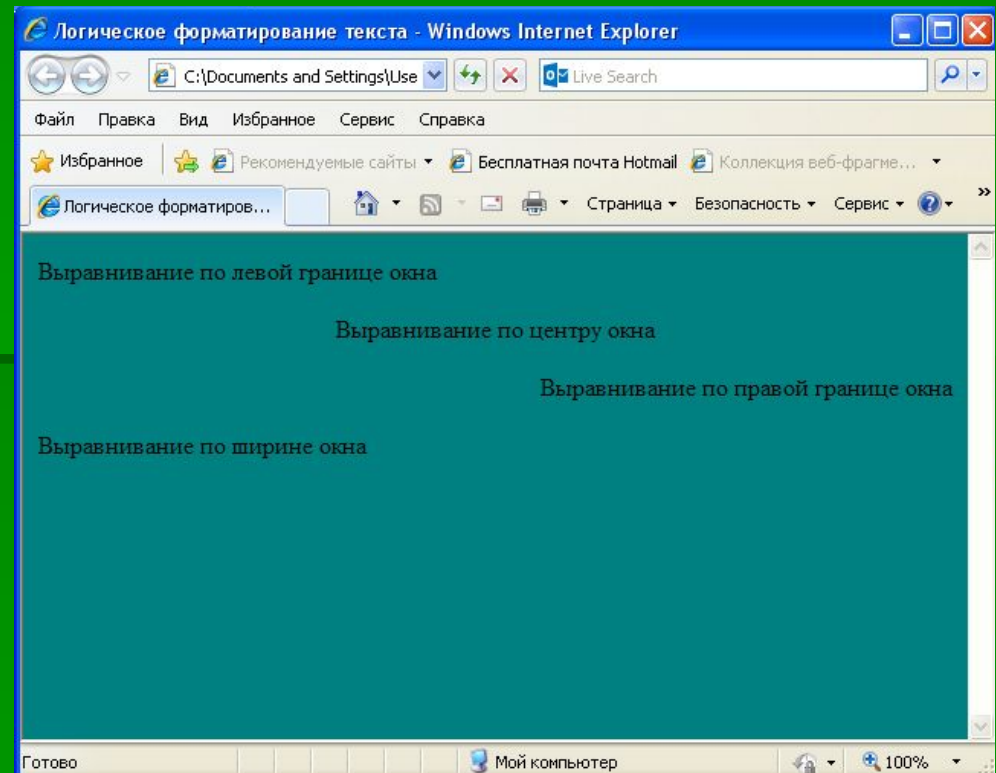 Логическое форматирование текста - Windows Internet Explorer
C:\Documents and Settings\Use Live Search
Файл Правка Вид Избранное Сервис Справка
Избранное Рекомендуемые сайты Бесплатная почта Hotmail Коллекция веб-фрагме...
Логическое форматиров... Страница Безопасность Сервис »
Выравнивание по левой границе окна
Выравнивание по центру окна
Выравнивание по правой границе окна
Выравнивание по ширине окна
Готово Мой компьютер 100%